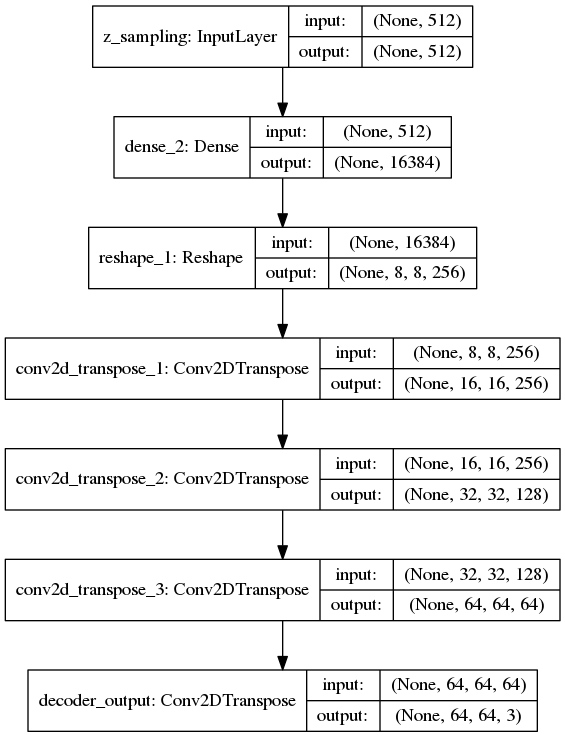 z_sampling: InputLayer
input: (None, 512)
output: (None, 512)
dense_2: Dense
input: (None, 512)
output: (None, 16384)
reshape_1: Reshape
input: (None, 16384)
output: (None, 8, 8, 256)
conv2d_transpose_1: Conv2DTranspose
input: (None, 8, 8, 256)
output: (None, 16, 16, 256)
conv2d_transpose_2: Conv2DTranspose
input: (None, 16, 16, 256)
output: (None, 32, 32, 128)
conv2d_transpose_3: Conv2DTranspose
input: (None, 32, 32, 128)
output: (None, 64, 64, 64)
decoder_output: Conv2DTranspose
input: (None, 64, 64, 64)
output: (None, 64, 64, 3)